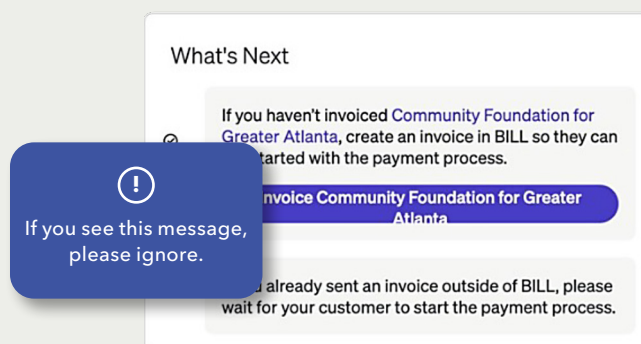 What's Next
If you haven't invoiced Community Foundation for
Greater Atlanta, create an invoice in BILL so they can
started with the payment process.
Invoice Community Foundation for Greater
Atlanta
!
If you see this message,
please ignore.
already sent an invoice outside of BILL, please
wait for your customer to start the payment process.